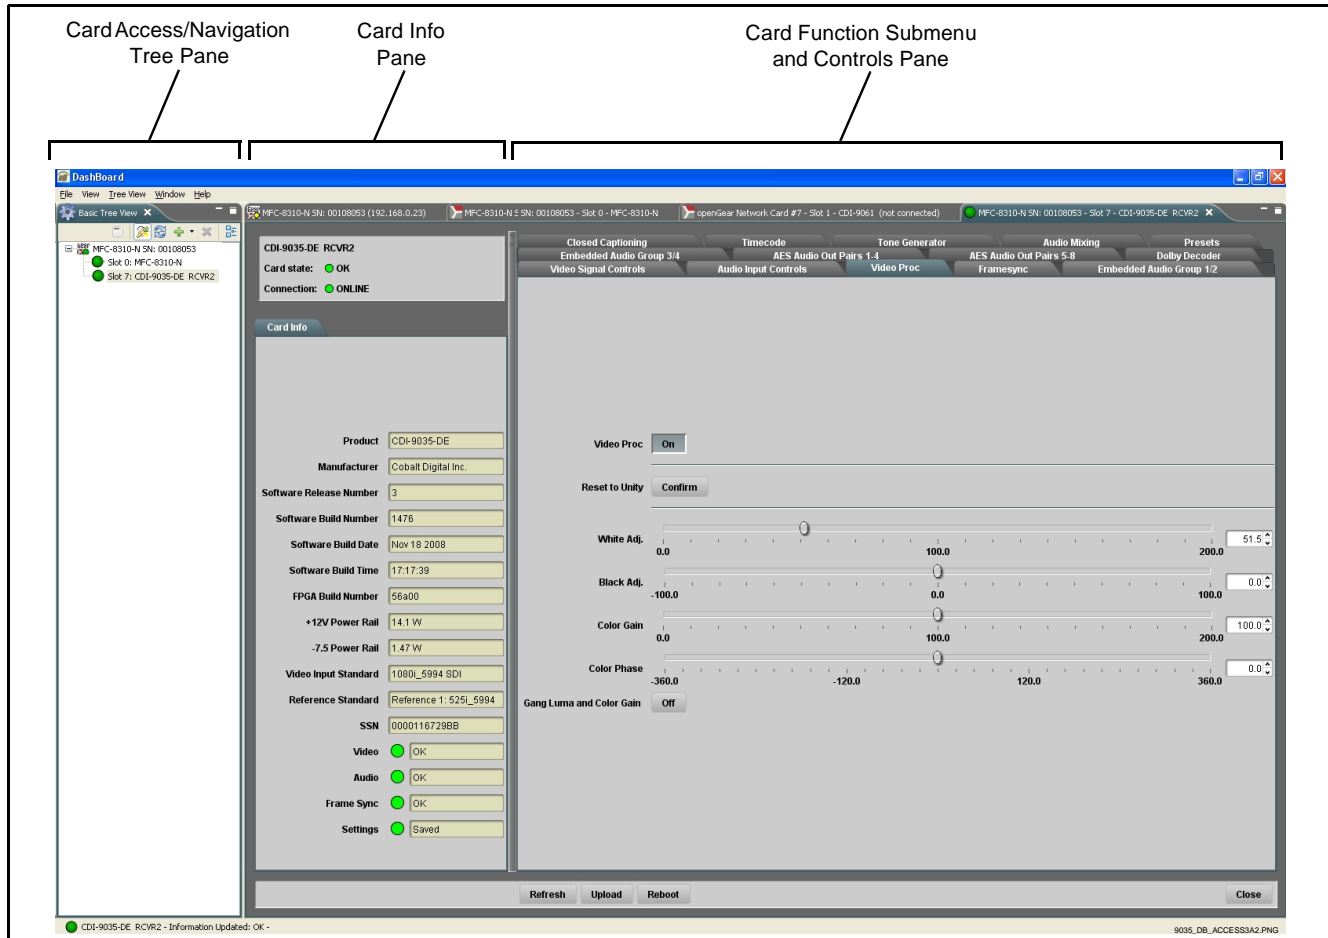 Card Access/Navigation
Tree Pane
Card Info
Pane
Card Function Submenu
and Controls Pane
DashBoard
File View Tree View Window Help
Basic Tree View
MFC-8310-N SN: 00108053 (192.168.0.23)
MFC-8310-N S SN: 00108053 - Slot 0 - MFC-8310-N
openGear Network Card #7 - Slot 1 - CDI-9061 (not connected)
MFC-8310-N SN: 00108053 - Slot 7 - CDI-9035-DE RCVR2
MFC-8310-N SN: 00108053
Slot 0: MFC-8310-N
Slot 7: CDI-9035-DE RCVR2
CDI-9035-DE RCVR2
Card state: OK
Connection: ONLINE
Card Info
Product CDI-9035-DE
Manufacturer Cobalt Digital Inc.
Software Release Number 3
Software Build Number 1476
Software Build Date Nov 18 2008
Software Build Time 17:17:39
FPGA Build Number 56a00
+12V Power Rail 14.1 W
-7.5 Power Rail 1.47 W
Video Input Standard 1080i_5994 SDI
Reference Standard Reference 1: 525i_5994
SSN 0000116729BB
Video OK
Audio OK
Frame Sync OK
Settings Saved
Closed Captioning Timecode Tone Generator Audio Mixing Presets
Embedded Audio Group 3/4 AES Audio Out Pairs 1-4 AES Audio Out Pairs 5-8 Dolby Decoder
Video Signal Controls Audio Input Controls Video Proc Framesync Embedded Audio Group 1/2
Video Proc On
Reset to Unity Confirm
White Adj. 51.5
0.0 100.0 200.0
Black Adj. 0.0
-100.0 0.0 100.0
Color Gain 100.0
0.0 100.0 200.0
Color Phase 0.0
-360.0 -120.0 120.0 360.0
Gang Luma and Color Gain Off
Refresh Upload Reboot Close
CDI-9035-DE RCVR2 - Information Updated: OK -
9035_DB_ACCESS3A2.PNG